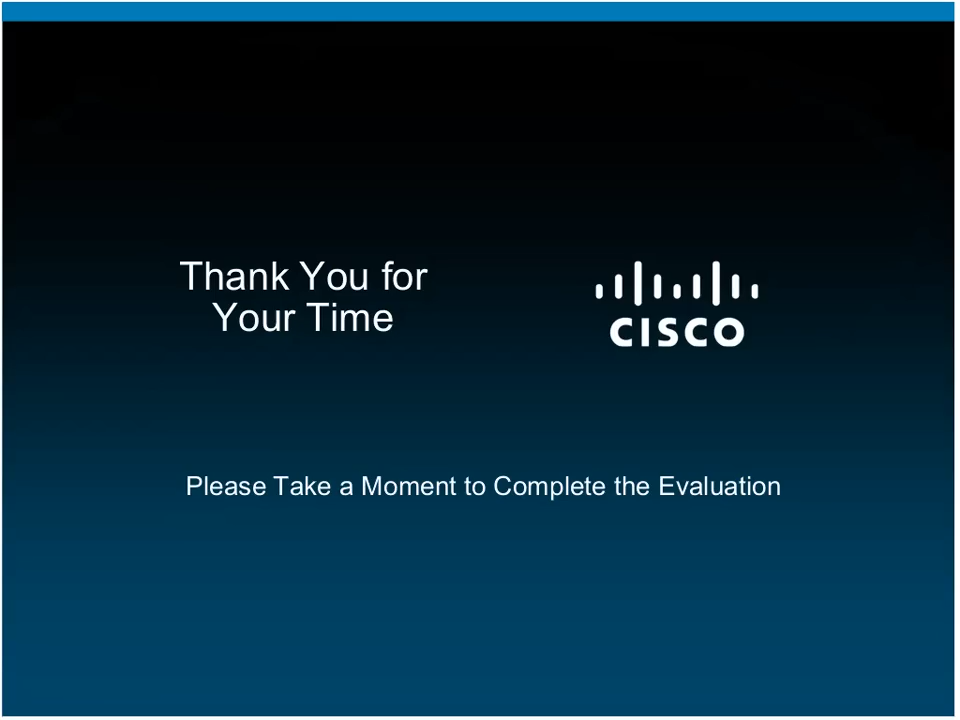 Thank You for
Your Time
CISCO
Please Take a Moment to Complete the Evaluation